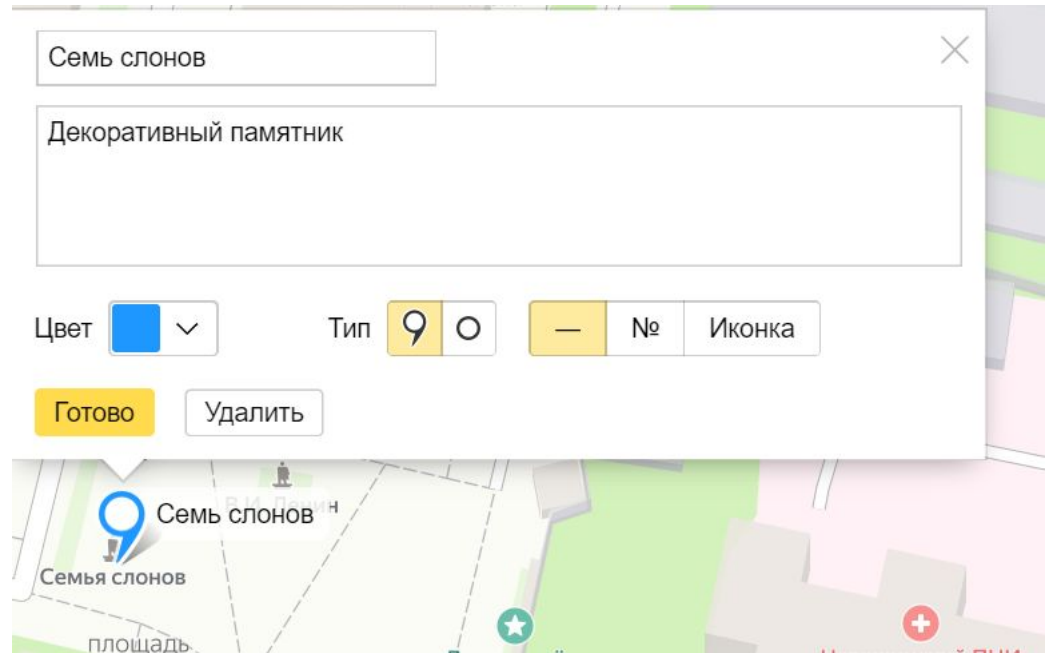 Семь слонов
Декоративный памятник
Цвет
Тип
—
№
Иконка
Готово
Удалить
Семь слонов
Семья слонов
площадь